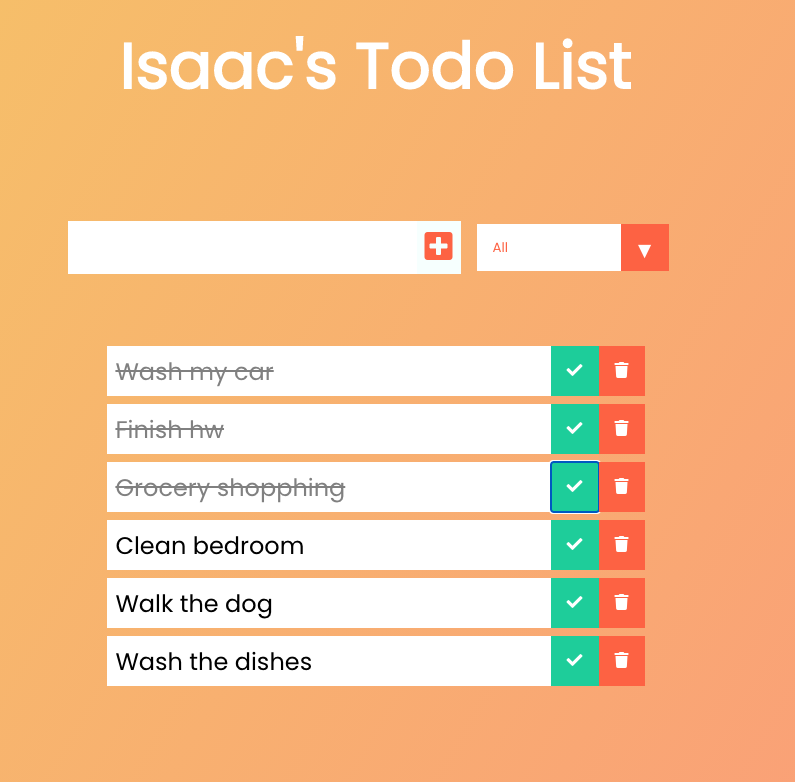 Isaac's Todo List
All
Wash my car
Finish hw
Grocery shopphing
Clean bedroom
Walk the dog
Wash the dishes